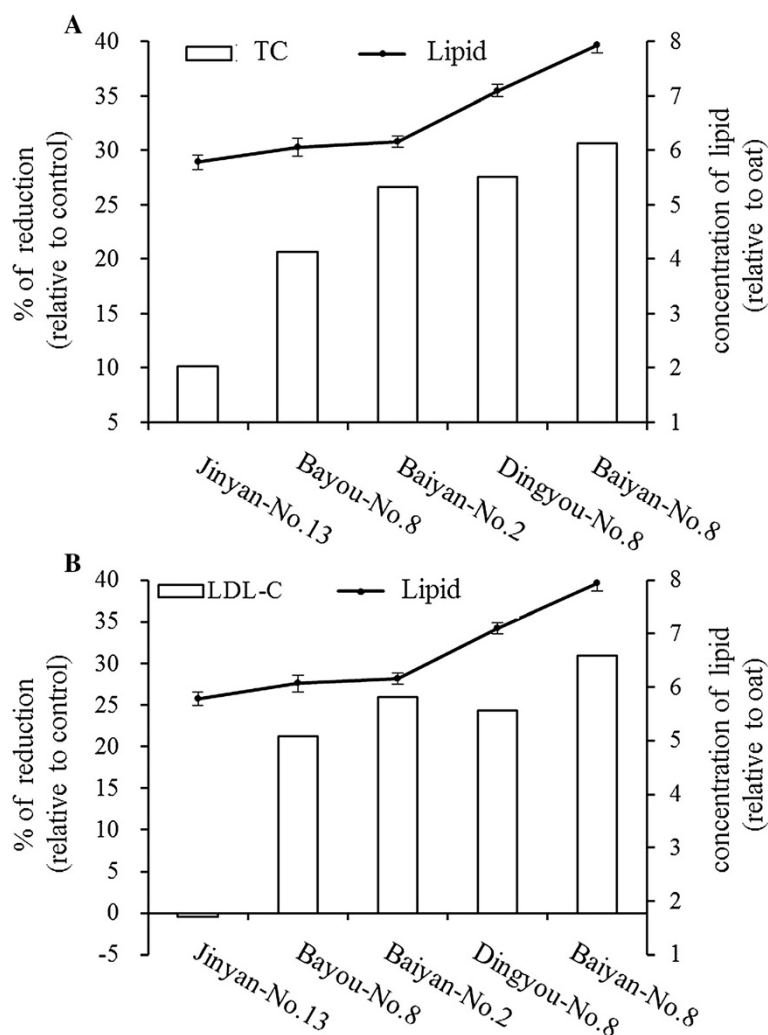 A
TC
Lipid
40
35
30
25
20
15
10
5
% of reduction
(relative to control)
8
7
6
5
4
3
2
1
concentration of lipid
(relative to oat)
Jinyan-No.13
Bayou-No.8
Baiyan-No.2
Dingyou-No.8
Baiyan-No.8
B
LDL-C
Lipid
40
35
30
25
20
15
10
5
0
-5
% of reduction
(relative to control)
8
7
6
5
4
3
2
1
concentration of lipid
(relative to oat)
Jinyan-No.13
Bayou-No.8
Baiyan-No.2
Dingyou-No.8
Baiyan-No.8